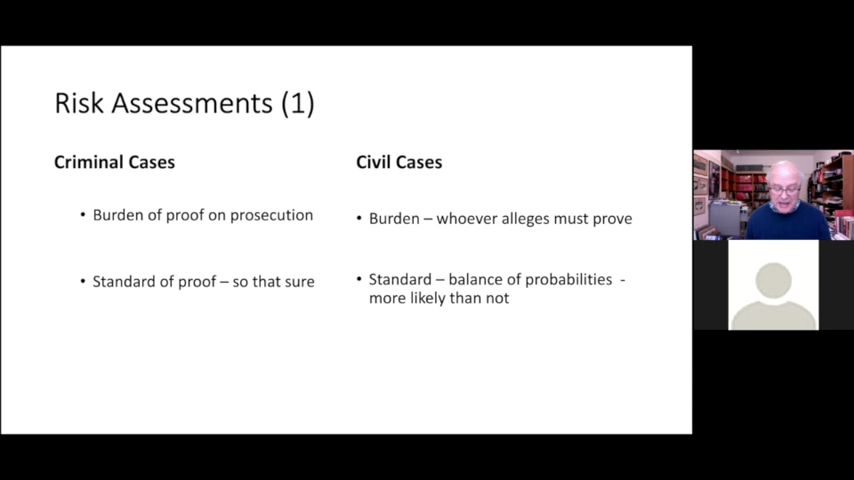 Risk Assessments (1)
Criminal Cases
• Burden of proof on prosecution
• Standard of proof – so that sure
Civil Cases
• Burden – whoever alleges must prove
• Standard – balance of probabilities -
more likely than not